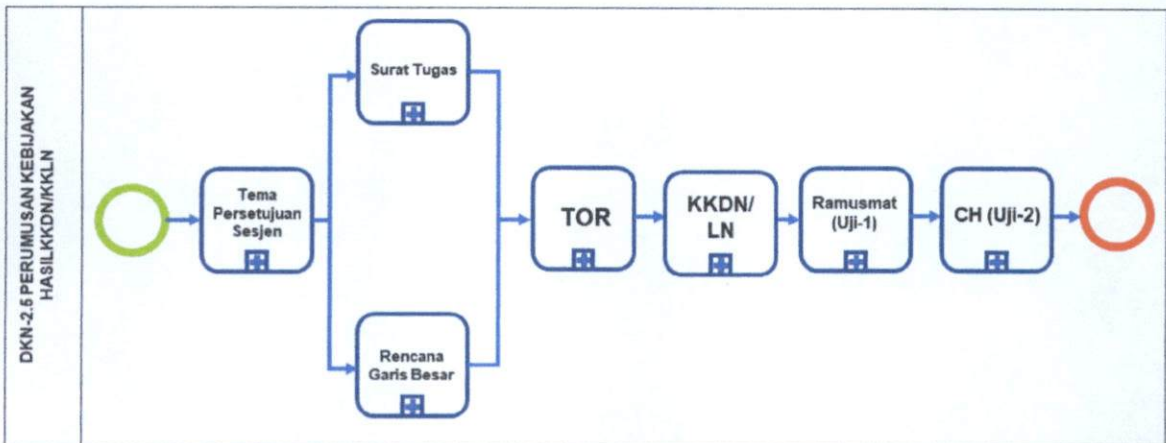 DKN-2.5 PERUMUSAN KEBIJAKAN
HASILKKDN/KKLN
Tema
Persetujuan
Sesjen
Surat Tugas
Rencana
Garis Besar
TOR
KKDN/
LN
Ramusmat
(Uji-1)
CH (Uji-2)